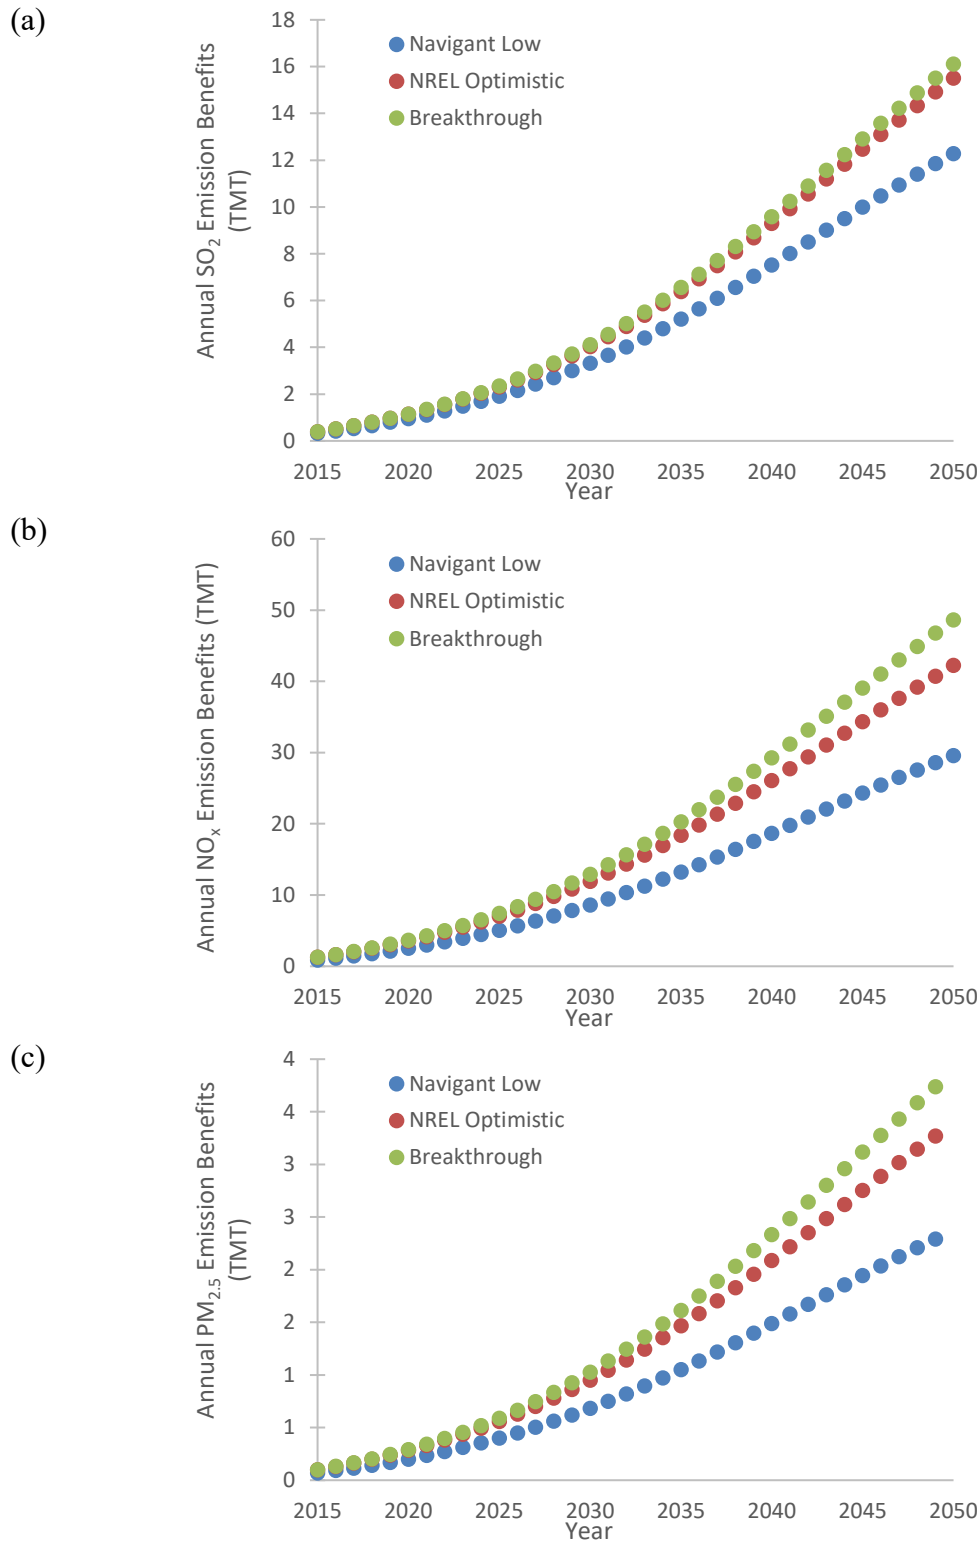 (a)
18
16
14
12
10
8
6
4
2
0
Annual SO₂ Emission Benefits
(TMT)
Navigant Low
NREL Optimistic
Breakthrough
2015 2020 2025 2030 2035 2040 2045 2050
Year
(b)
60
50
40
30
20
10
0
Annual NOₓ Emission Benefits (TMT)
Navigant Low
NREL Optimistic
Breakthrough
2015 2020 2025 2030 2035 2040 2045 2050
Year
(c)
4
4
3
3
2
2
1
1
0
Annual PM₂.₅ Emission Benefits
(TMT)
Navigant Low
NREL Optimistic
Breakthrough
2015 2020 2025 2030 2035 2040 2045 2050
Year